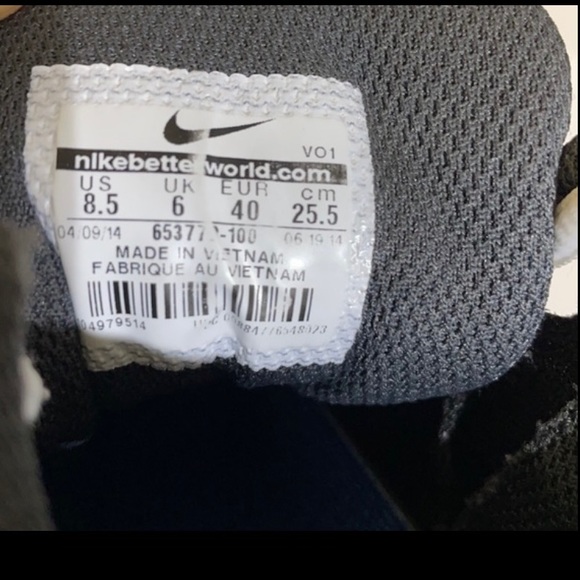 VO1
nikebetterworld.com
US UK EUR cm
8.5 6 40 25.5
04/09/14 06/19/14
MADE IN VIETNAM
FABRIQUE AU VIETNAM